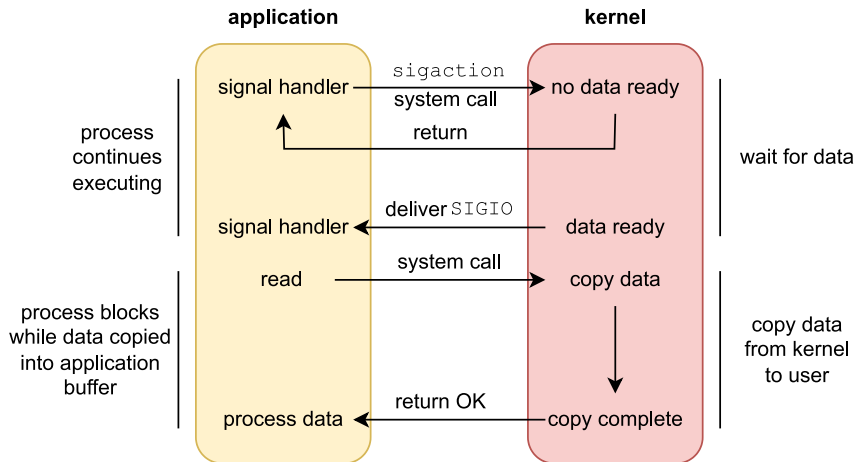 application
kernel
signal handler
sigaction
system call
no data ready
return
process
continues
executing
wait for data
signal handler
deliver SIGIO
data ready
read
system call
copy data
process blocks
while data copied
into application
buffer
copy data
from kernel
to user
process data
return OK
copy complete